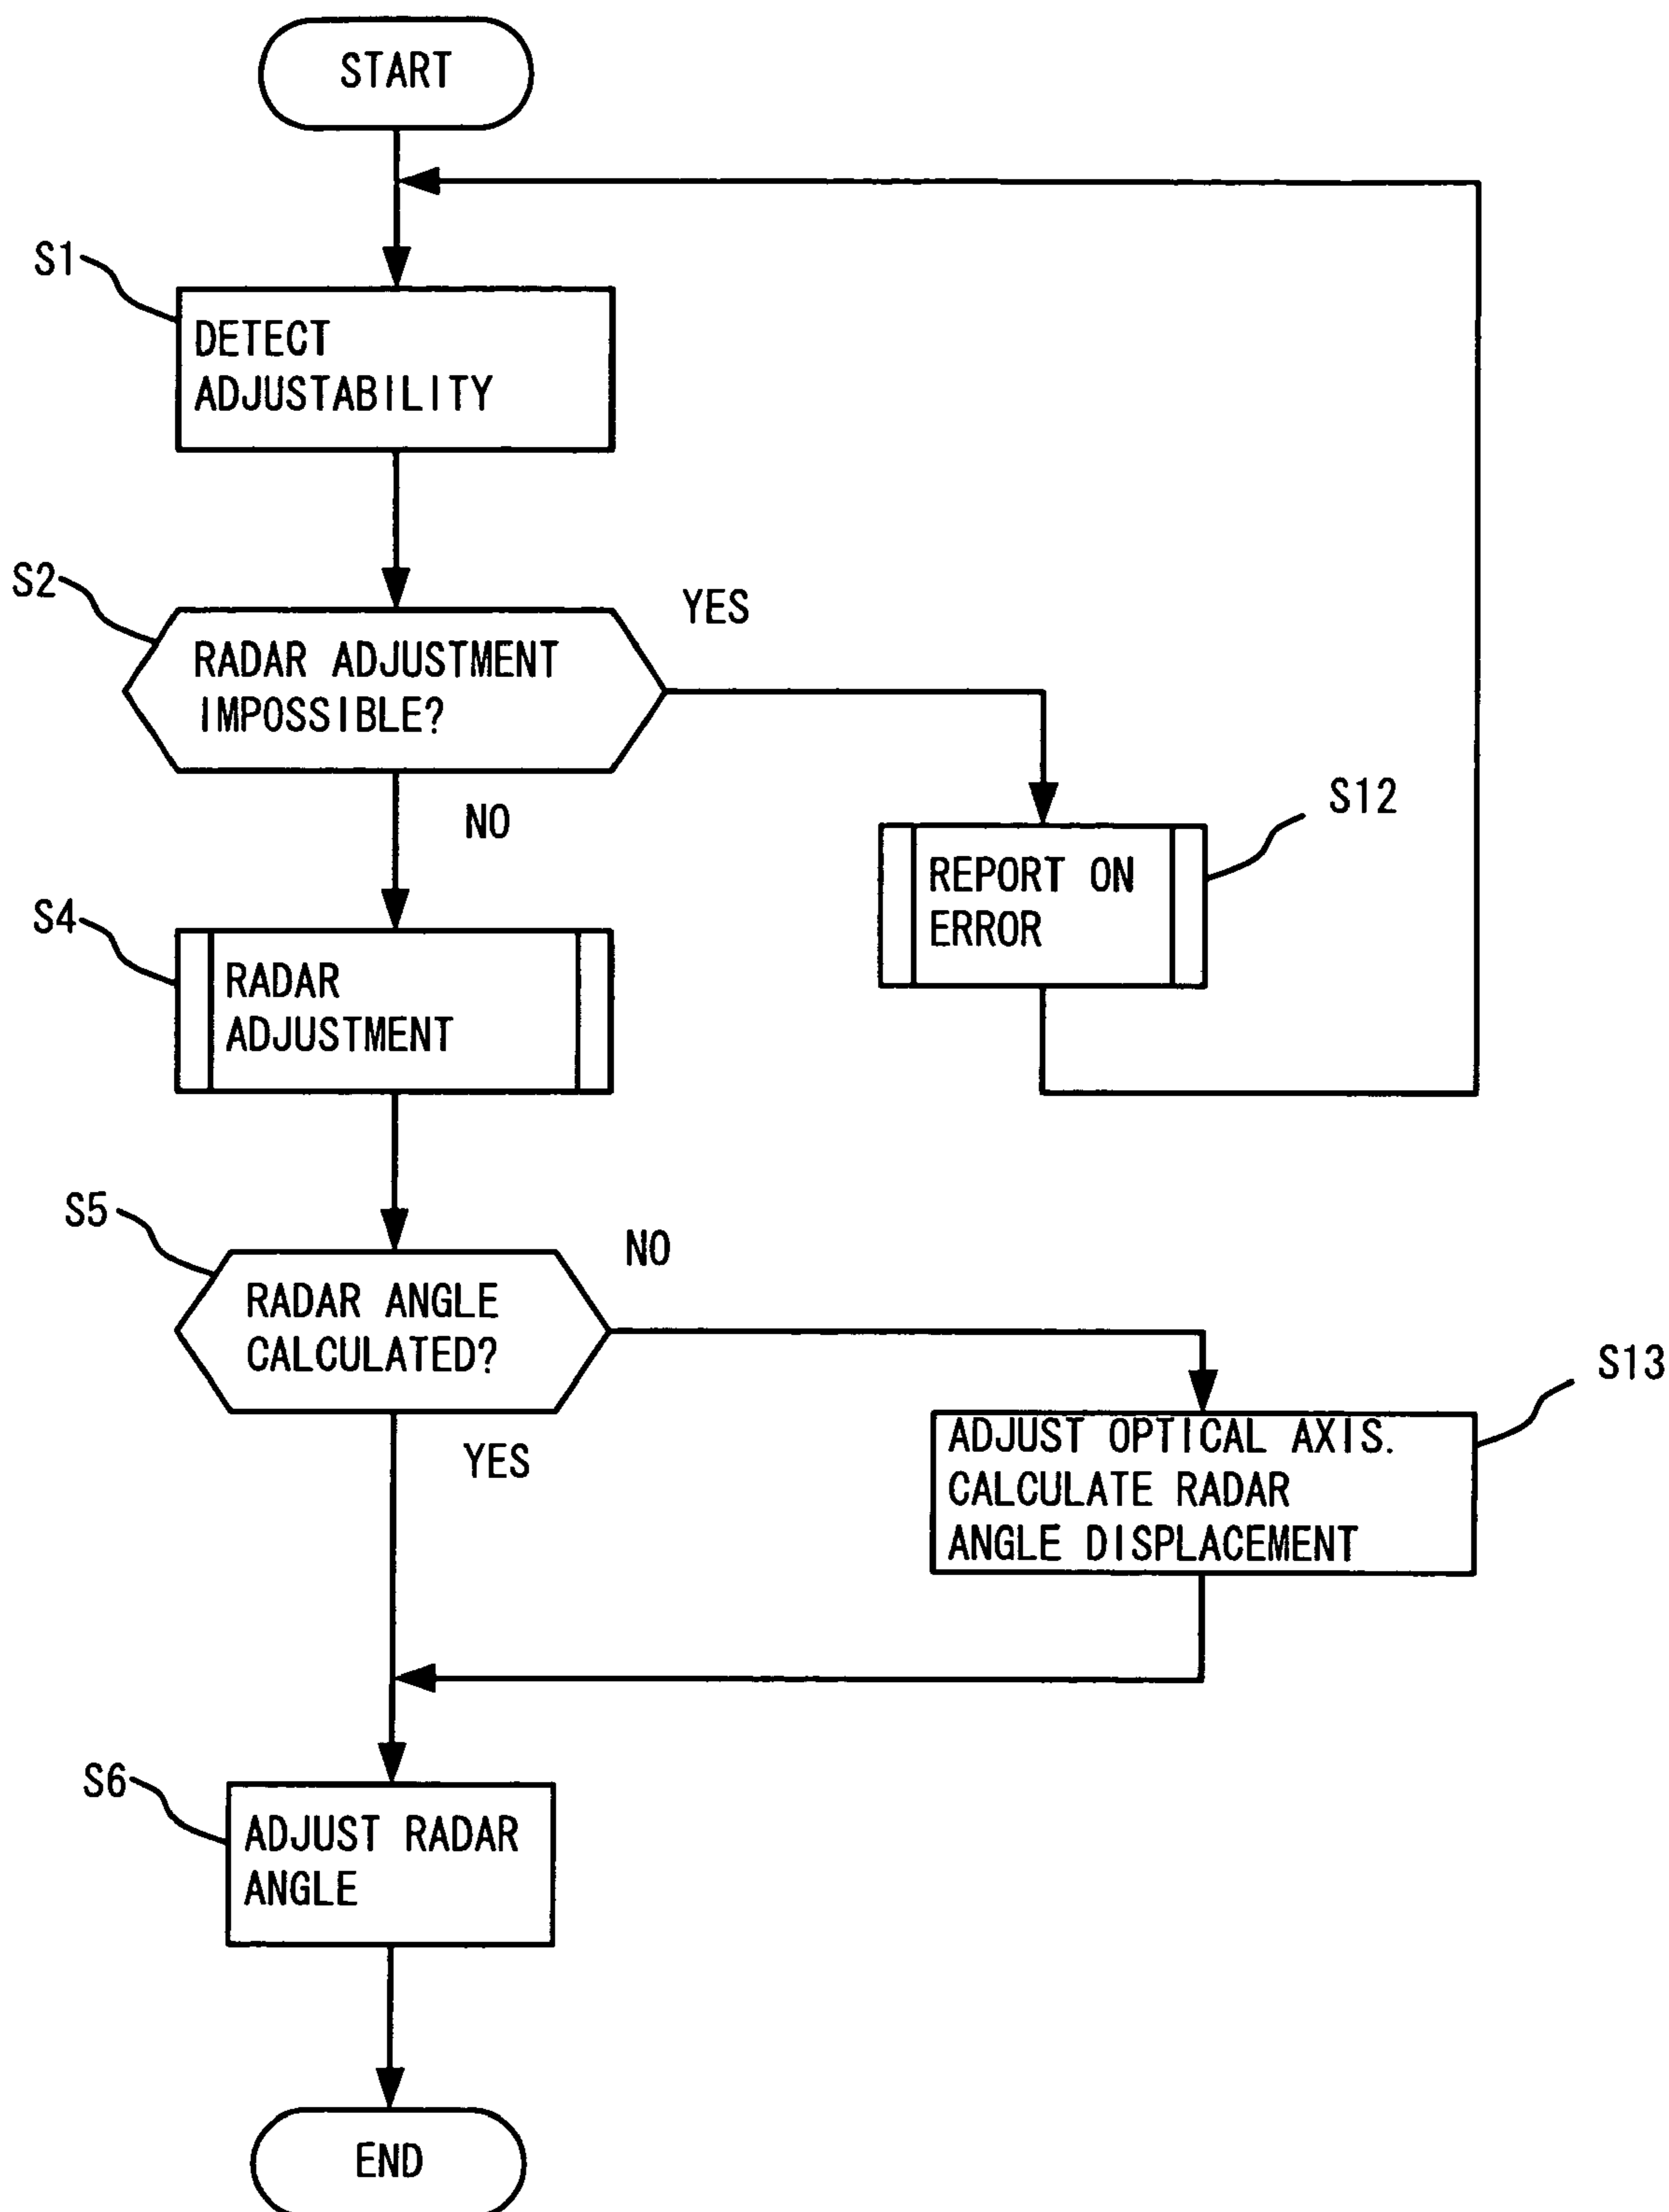 START
S1
DETECT
ADJUSTABILITY
S2
YES
RADAR ADJUSTMENT
IMPOSSIBLE?
NO
S12
REPORT ON
ERROR
S4
RADAR
ADJUSTMENT
S5
NO
RADAR ANGLE
CALCULATED?
YES
S13
ADJUST OPTICAL AXIS.
CALCULATE RADAR
ANGLE DISPLACEMENT
S6
ADJUST RADAR
ANGLE
END